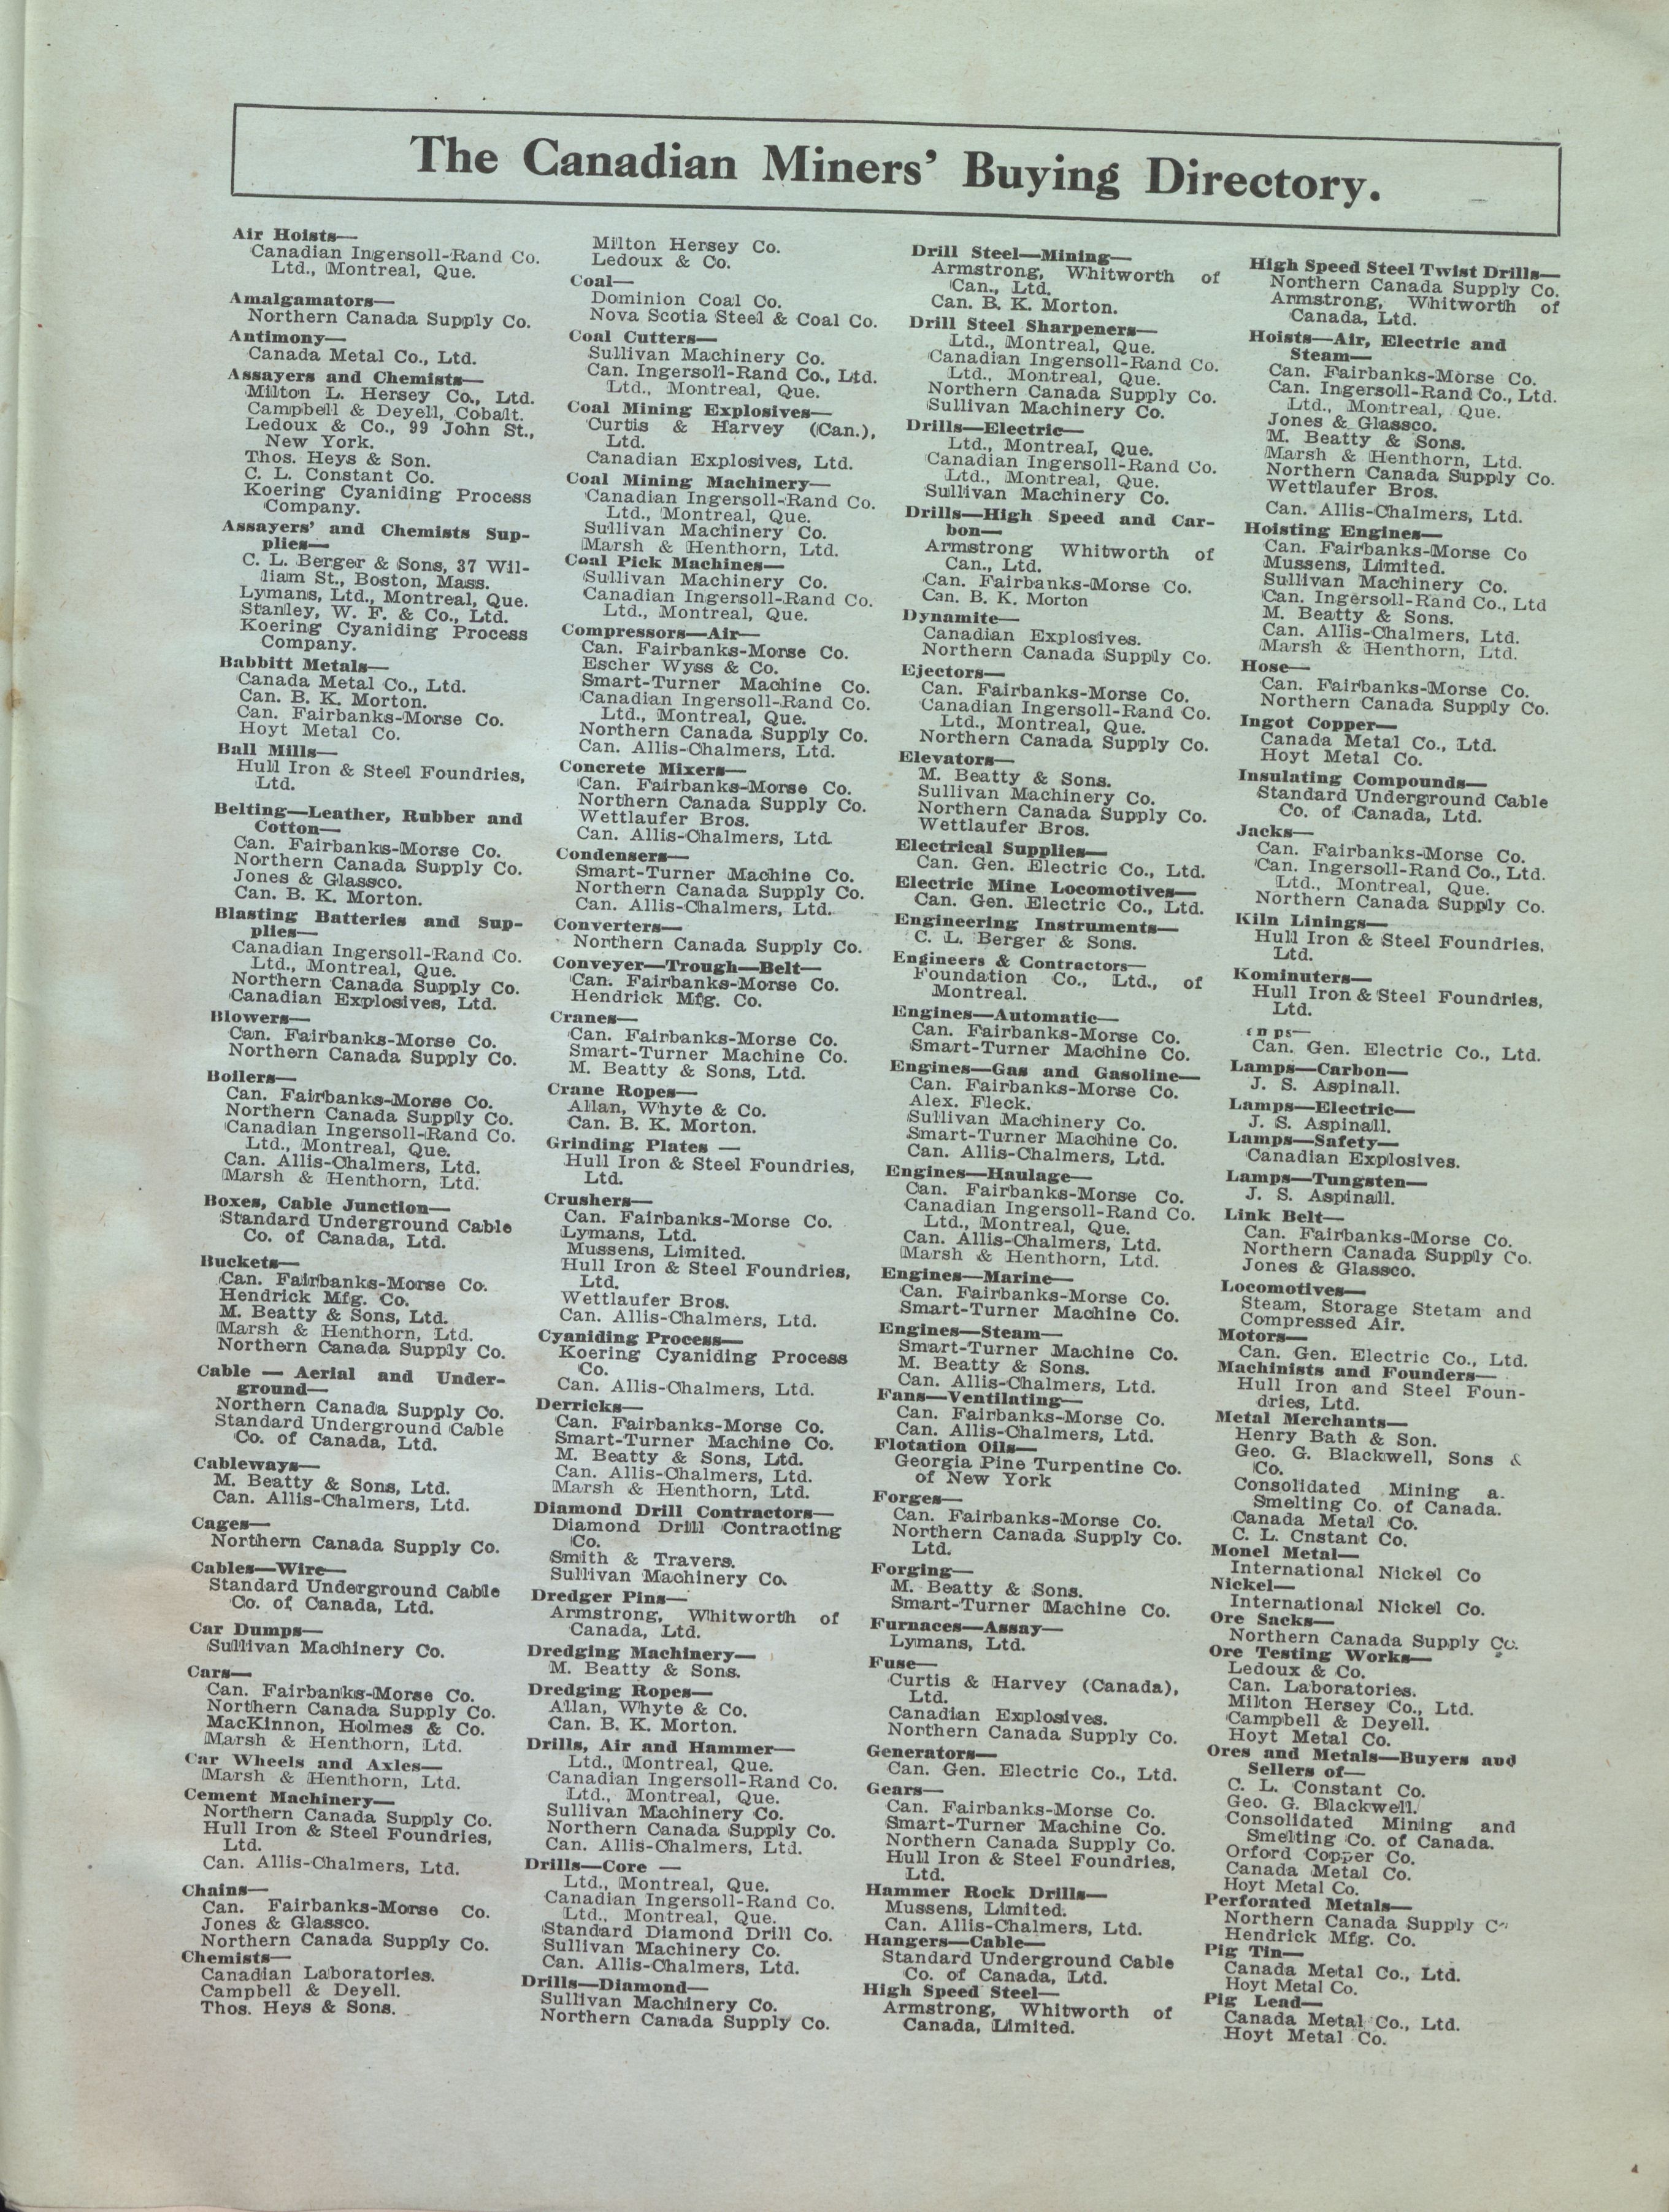 The Canadian Miners' Buying Directory.
Air Hoists—
Canadian Ingersoll-Rand Co.
Ltd., Montreal, Que.
Amalgamators—
Northern Canada Supply Co.
Antimony—
Canada Metal Co., Ltd.
Assayers and Chemists—
Milton L. Hersey Co., Ltd.
Campbell & Deyell, Cobalt.
Ledoux & Co., 99 John St.,
New York.
Thos. Heys & Son.
C. L. Constant Co.
Koering Cyaniding Process
Company.
Assayers' and Chemists Sup-
plies—
C. L. Berger & Sons, 37 Wil-
liam St., Boston, Mass.
Lymans, Ltd., Montreal, Que.
Stanley, W. F. & Co., Ltd.
Koering Cyaniding Process
Company.
Babbitt Metals—
Canada Metal Co., Ltd.
Can. B. K. Morton.
Can. Fairbanks-Morse Co.
Hoyt Metal Co.
Ball Mills—
Hull Iron & Steel Foundries,
Ltd.
Belting—Leather, Rubber and
Cotton—
Can. Fairbanks-Morse Co.
Northern Canada Supply Co.
Jones & Glassco.
Can. B. K. Morton.
Blasting Batteries and Sup-
plies—
Canadian Ingersoll-Rand Co.
Ltd., Montreal, Que.
Northern Canada Supply Co.
Canadian Explosives, Ltd.
Blowers—
Can. Fairbanks-Morse Co.
Northern Canada Supply Co.
Boilers—
Can. Fairbanks-Morse Co.
Northern Canada Supply Co.
Canadian Ingersoll-Rand Co.
Ltd., Montreal, Que.
Can. Allis-Chalmers, Ltd.
Marsh & Henthorn, Ltd.
Boxes, Cable Junction—
Standard Underground Cable
Co. of Canada, Ltd.
Buckets—
Can. Fairbanks-Morse Co.
Hendrick Mfg. Co.
M. Beatty & Sons, Ltd.
Marsh & Henthorn, Ltd.
Northern Canada Supply Co.
Cable — Aerial and Under-
ground—
Northern Canada Supply Co.
Standard Underground Cable
Co. of Canada, Ltd.
Cableways—
M. Beatty & Sons, Ltd.
Can. Allis-Chalmers, Ltd.
Cages—
Northern Canada Supply Co.
Cables—Wire—
Standard Underground Cable
Co. of Canada, Ltd.
Car Dumps—
Sullivan Machinery Co.
Cars—
Can. Fairbanks-Morse Co.
Northern Canada Supply Co.
MacKinnon, Holmes & Co.
Marsh & Henthorn, Ltd.
Car Wheels and Axles—
Marsh & Henthorn, Ltd.
Cement Machinery—
Northern Canada Supply Co.
Hull Iron & Steel Foundries,
Ltd.
Can. Allis-Chalmers, Ltd.
Chains—
Can. Fairbanks-Morse Co.
Jones & Glassco.
Northern Canada Supply Co.
Chemists—
Canadian Laboratories.
Campbell & Deyell.
Thos. Heys & Sons.
Milton Hersey Co.
Ledoux & Co.
Coal—
Dominion Coal Co.
Nova Scotia Steel & Coal Co.
Coal Cutters—
Sullivan Machinery Co.
Can. Ingersoll-Rand Co., Ltd.
Ltd., Montreal, Que.
Coal Mining Explosives—
Curtis & Harvey (Can.),
Ltd.
Canadian Explosives, Ltd.
Coal Mining Machinery—
Canadian Ingersoll-Rand Co.
Ltd., Montreal, Que.
Sullivan Machinery Co.
Marsh & Henthorn, Ltd.
Coal Pick Machines—
Sullivan Machinery Co.
Canadian Ingersoll-Rand Co.
Ltd., Montreal, Que.
Compressors—Air—
Can. Fairbanks-Morse Co.
Escher Wyss & Co.
Smart-Turner Machine Co.
Canadian Ingersoll-Rand Co.
Ltd., Montreal, Que.
Northern Canada Supply Co.
Can. Allis-Chalmers, Ltd.
Concrete Mixers—
Can. Fairbanks-Morse Co.
Northern Canada Supply Co.
Wettlaufer Bros.
Can. Allis-Chalmers, Ltd
Condensers—
Smart-Turner Machine Co.
Northern Canada Supply Co.
Can. Allis-Chalmers, Ltd.
Converters—
Northern Canada Supply Co.
Conveyer—Trough—Belt—
Can. Fairbanks-Morse Co.
Hendrick Mfg. Co.
Cranes—
Can. Fairbanks-Morse Co.
Smart-Turner Machine Co.
M. Beatty & Sons, Ltd.
Crane Ropes—
Allan, Whyte & Co.
Can. B. K. Morton.
Grinding Plates —
Hull Iron & Steel Foundries,
Ltd.
Crushers—
Can. Fairbanks-Morse Co.
Lymans, Ltd.
Mussens, Limited.
Hull Iron & Steel Foundries,
Ltd.
Wettlaufer Bros.
Can. Allis-Chalmers, Ltd.
Cyaniding Process—
Koering Cyaniding Process
Co.
Can. Allis-Chalmers, Ltd.
Derricks—
Can. Fairbanks-Morse Co.
Smart-Turner Machine Co.
M. Beatty & Sons, Ltd.
Can. Allis-Chalmers, Ltd.
Marsh & Henthorn, Ltd.
Diamond Drill Contractors—
Diamond Drill Contracting
Co.
Smith & Travers.
Sullivan Machinery Co.
Dredger Pins—
Armstrong, Whitworth of
Canada, Ltd.
Dredging Machinery—
M. Beatty & Sons.
Dredging Ropes—
Allan, Whyte & Co.
Can. B. K. Morton.
Drills, Air and Hammer—
Ltd., Montreal, Que.
Canadian Ingersoll-Rand Co.
Ltd., Montreal, Que.
Sullivan Machinery Co.
Northern Canada Supply Co.
Can. Allis-Chalmers, Ltd.
Drills—Core —
Ltd., Montreal, Que.
Canadian Ingersoll-Rand Co.
Ltd., Montreal, Que.
Standard Diamond Drill Co.
Sullivan Machinery Co.
Can. Allis-Chalmers, Ltd.
Drills—Diamond—
Sullivan Machinery Co.
Northern Canada Supply Co.
Drill Steel—Mining—
Armstrong, Whitworth of
Can., Ltd.
Can. B. K. Morton.
Drill Steel Sharpeners—
Ltd., Montreal, Que.
Canadian Ingersoll-Rand Co.
Ltd., Montreal, Que.
Northern Canada Supply Co.
Sullivan Machinery Co.
Drills—Electric—
Ltd., Montreal, Que.
Canadian Ingersoll-Rand Co.
Ltd., Montreal, Que.
Sullivan Machinery Co.
Drills—High Speed and Car-
bon—
Armstrong Whitworth of
Can., Ltd.
Can. Fairbanks-Morse Co.
Can. B. K. Morton
Dynamite—
Canadian Explosives.
Northern Canada Supply Co.
Ejectors—
Can. Fairbanks-Morse Co.
Canadian Ingersoll-Rand Co.
Ltd., Montreal, Que.
Northern Canada Supply Co.
Elevators—
M. Beatty & Sons.
Sullivan Machinery Co.
Northern Canada Supply Co.
Wettlaufer Bros.
Electrical Supplies—
Can. Gen. Electric Co., Ltd.
Electric Mine Locomotives—
Can. Gen. Electric Co., Ltd.
Engineering Instruments—
C. L. Berger & Sons.
Engineers & Contractors—
Foundation Co., Ltd., of
Montreal.
Engines—Automatic—
Can. Fairbanks-Morse Co.
Smart-Turner Machine Co.
Engines—Gas and Gasoline—
Can. Fairbanks-Morse Co.
Alex. Fleck.
Sullivan Machinery Co.
Smart-Turner Machine Co.
Can. Allis-Chalmers, Ltd.
Engines—Haulage—
Can. Fairbanks-Morse Co.
Canadian Ingersoll-Rand Co.
Ltd., Montreal, Que.
Can. Allis-Chalmers, Ltd.
Marsh & Henthorn, Ltd.
Engines—Marine—
Can. Fairbanks-Morse Co.
Smart-Turner Machine Co.
Engines—Steam—
Smart-Turner Machine Co.
M. Beatty & Sons.
Can. Allis-Chalmers, Ltd.
Fans—Ventilating—
Can. Fairbanks-Morse Co.
Can. Allis-Chalmers, Ltd.
Flotation Oils—
Georgia Pine Turpentine Co.
of New York
Forges—
Can. Fairbanks-Morse Co.
Northern Canada Supply Co.
Ltd.
Forging—
M. Beatty & Sons.
Smart-Turner Machine Co.
Furnaces—Assay—
Lymans, Ltd.
Fuse—
Curtis & Harvey (Canada),
Ltd.
Canadian Explosives.
Northern Canada Supply Co.
Generators—
Can. Gen. Electric Co., Ltd.
Gears—
Can. Fairbanks-Morse Co.
Smart-Turner Machine Co.
Northern Canada Supply Co.
Hull Iron & Steel Foundries,
Ltd.
Hammer Rock Drills—
Mussens, Limited.
Can. Allis-Chalmers, Ltd.
Hangers—Cable—
Standard Underground Cable
Co. of Canada, Ltd.
High Speed Steel—
Armstrong, Whitworth of
Canada, Limited.
High Speed Steel Twist Drills—
Northern Canada Supply Co.
Armstrong, Whitworth of
Canada, Ltd.
Hoists—Air, Electric and
Steam—
Can. Fairbanks-Morse Co.
Can. Ingersoll-Rand Co., Ltd.
Ltd., Montreal, Que.
Jones & Glassco.
M. Beatty & Sons.
Marsh & Henthorn, Ltd.
Northern Canada Supply Co.
Wettlaufer Bros.
Can. Allis-Chalmers, Ltd.
Hoisting Engines—
Can. Fairbanks-Morse Co
Mussens, Limited.
Sullivan Machinery Co.
Can. Ingersoll-Rand Co., Ltd
M. Beatty & Sons.
Can. Allis-Chalmers, Ltd.
Marsh & Henthorn, Ltd.
Hose—
Can. Fairbanks-Morse Co.
Northern Canada Supply Co.
Ingot Copper—
Canada Metal Co., Ltd.
Hoyt Metal Co.
Insulating Compounds—
Standard Underground Cable
Co. of Canada, Ltd.
Jacks—
Can. Fairbanks-Morse Co.
Can. Ingersoll-Rand Co., Ltd.
Ltd., Montreal, Que.
Northern Canada Supply Co.
Kiln Linings—
Hull Iron & Steel Foundries,
Ltd.
Kominuters—
Hull Iron & Steel Foundries,
Ltd.
Can. Gen. Electric Co., Ltd.
Lamps—Carbon—
J. S. Aspinall.
Lamps—Electric—
J. S. Aspinall.
Lamps—Safety—
Canadian Explosives.
Lamps—Tungsten—
J. S. Aspinall.
Link Belt—
Can. Fairbanks-Morse Co.
Northern Canada Supply Co.
Jones & Glassco.
Locomotives—
Steam, Storage Stetam and
Compressed Air.
Motors—
Can. Gen. Electric Co., Ltd.
Machinists and Founders—
Hull Iron and Steel Foun-
dries, Ltd.
Metal Merchants—
Henry Bath & Son.
Geo. G. Blackwell, Sons &
Co.
Consolidated Mining a.
Smelting Co. of Canada.
Canada Metal Co.
C. L. Cnstant Co.
Monel Metal—
International Nickel Co
Nickel—
International Nickel Co.
Ore Sacks—
Northern Canada Supply Co.
Ore Testing Works—
Ledoux & Co.
Can. Laboratories.
Milton Hersey Co., Ltd.
Campbell & Deyell.
Hoyt Metal Co.
Ores and Metals—Buyers and
Sellers of—
C. L. Constant Co.
Geo. G. Blackwell.
Consolidated Mining and
Smelting Co. of Canada.
Orford Copper Co.
Canada Metal Co.
Hoyt Metal Co.
Perforated Metals—
Northern Canada Supply
Hendrick Mfg. Co.
Pig Tin—
Canada Metal Co., Ltd.
Hoyt Metal Co.
Pig Lead—
Canada Metal Co., Ltd.
Hoyt Metal Co.